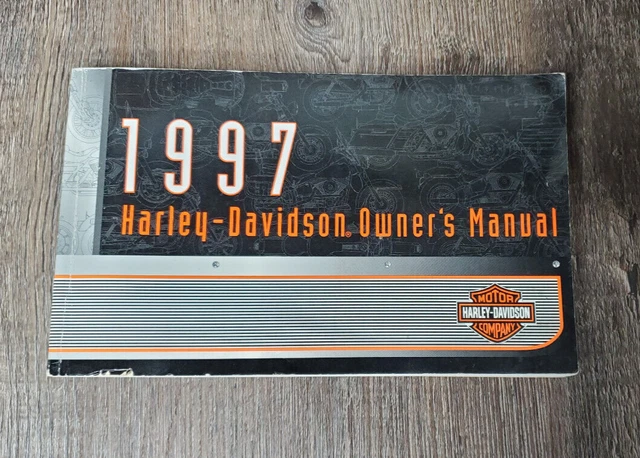 1997
Harley-Davidson® Owner's Manual
MOTOR
HARLEY-DAVIDSON
COMPANY